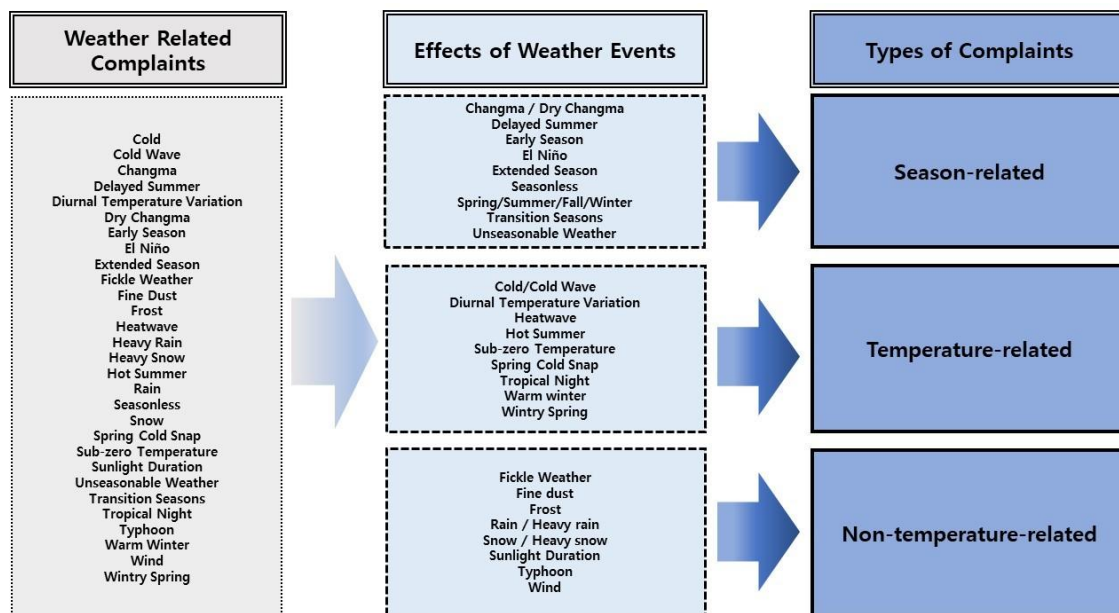 Weather Related
Complaints
Cold
Cold Wave
Changma
Delayed Summer
Diurnal Temperature Variation
Dry Changma
Early Season
El Niño
Extended Season
Fickle Weather
Fine Dust
Frost
Heatwave
Heavy Rain
Heavy Snow
Hot Summer
Rain
Seasonless
Snow
Spring Cold Snap
Sub-zero Temperature
Sunlight Duration
Unseasonable Weather
Transition Seasons
Tropical Night
Typhoon
Warm Winter
Wind
Wintry Spring
Effects of Weather Events
Changma / Dry Changma
Delayed Summer
Early Season
El Niño
Extended Season
Seasonless
Spring/Summer/Fall/Winter
Transition Seasons
Unseasonable Weather
Cold/Cold Wave
Diurnal Temperature Variation
Heatwave
Hot Summer
Sub-zero Temperature
Spring Cold Snap
Tropical Night
Warm winter
Wintry Spring
Fickle Weather
Fine dust
Frost
Rain / Heavy rain
Snow / Heavy snow
Sunlight Duration
Typhoon
Wind
Types of Complaints
Season-related
Temperature-related
Non-temperature-related